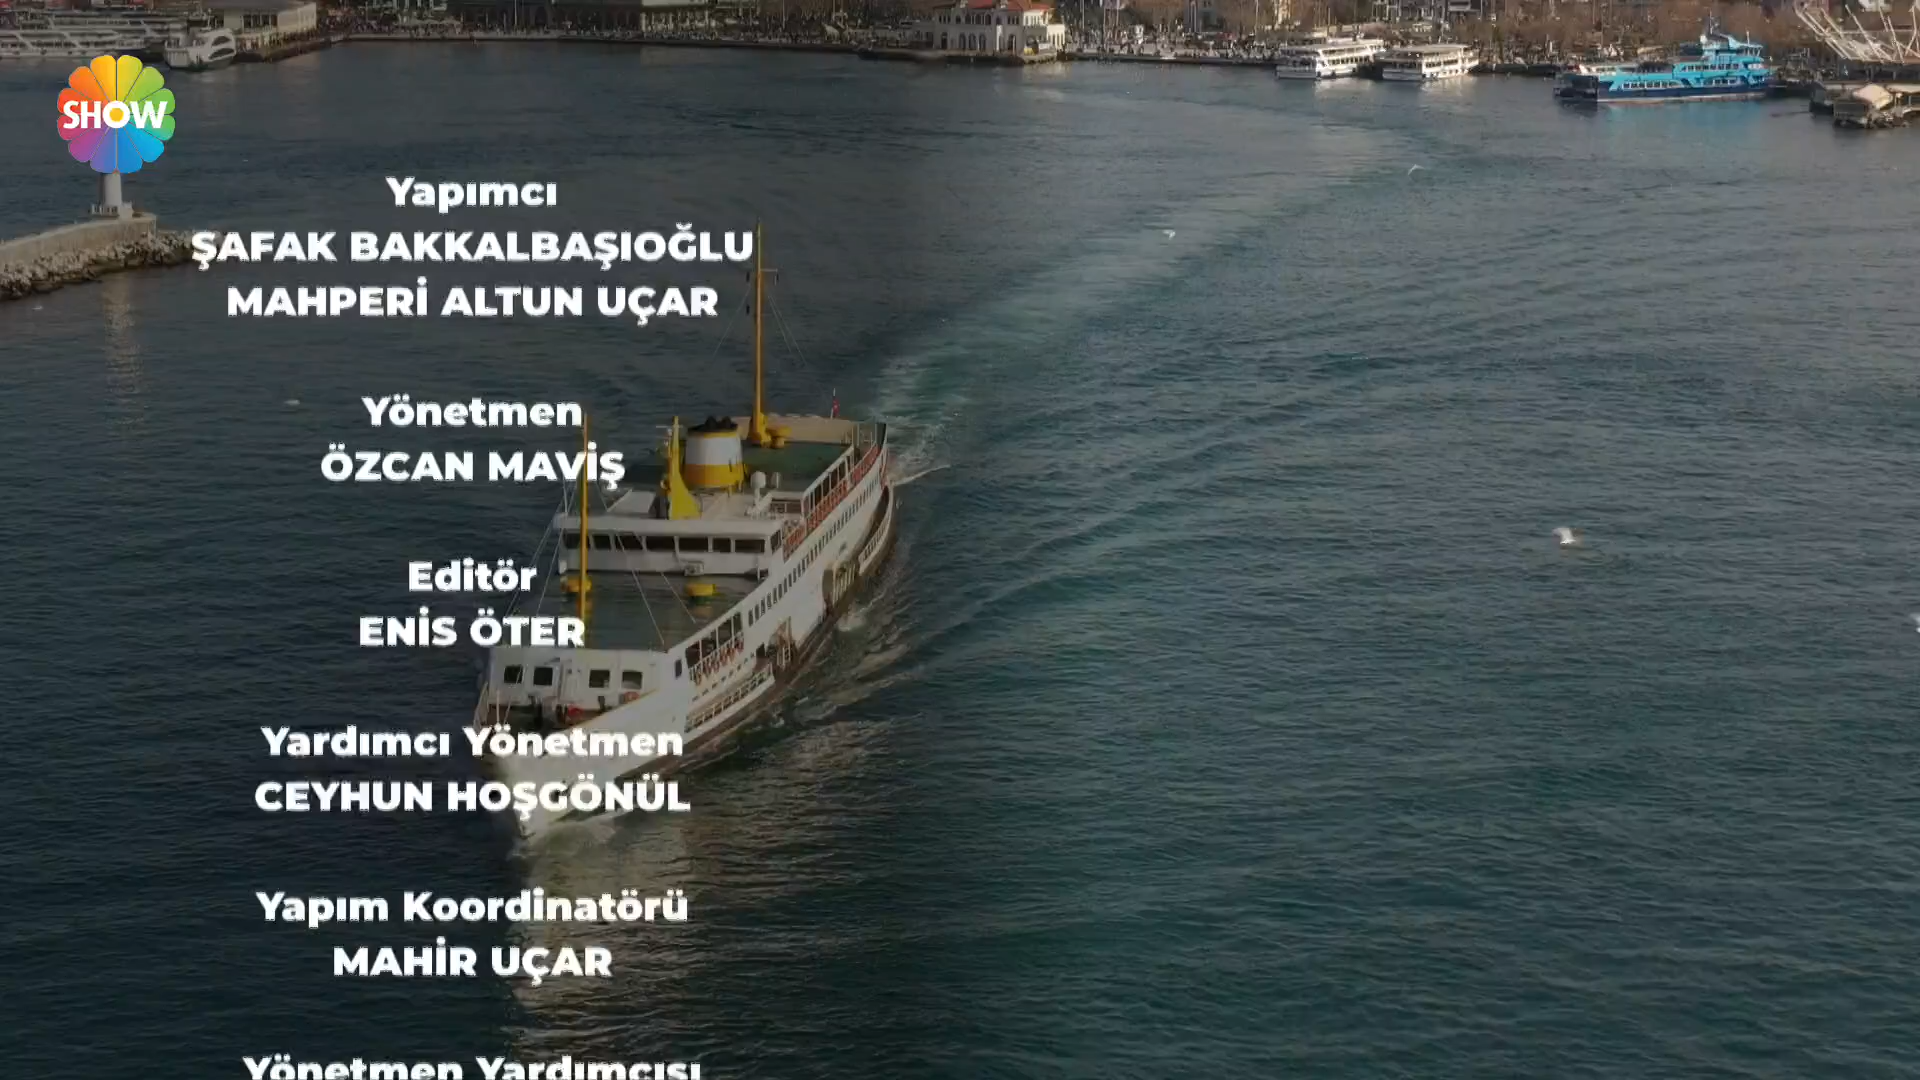 SHOW
Yapımcı
ŞAFAK BAKKALBAŞIOĞLU
MAHPERİ ALTUN UÇAR
Yönetmen
ÖZCAN MAVİŞ
Editör
ENİS ÖTER
Yardımcı Yönetmen
CEYHUN HOŞGÖNÜL
Yapım Koordinatörü
MAHİR UÇAR
Yönetmen Yardımcısı